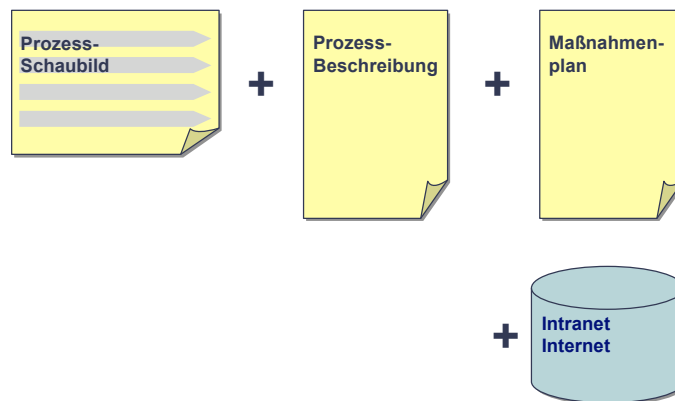 Prozess-
Schaubild
+
Prozess-
Beschreibung
+
Maßnahmen-
plan
+
Intranet
Internet